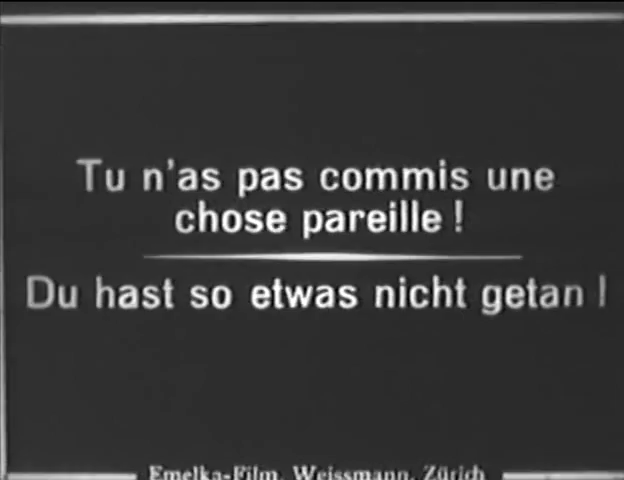 Tu n'as pas commis une
chose pareille !
Du hast so etwas nicht getan !
Emelka-Film, Weissmann, Zürich